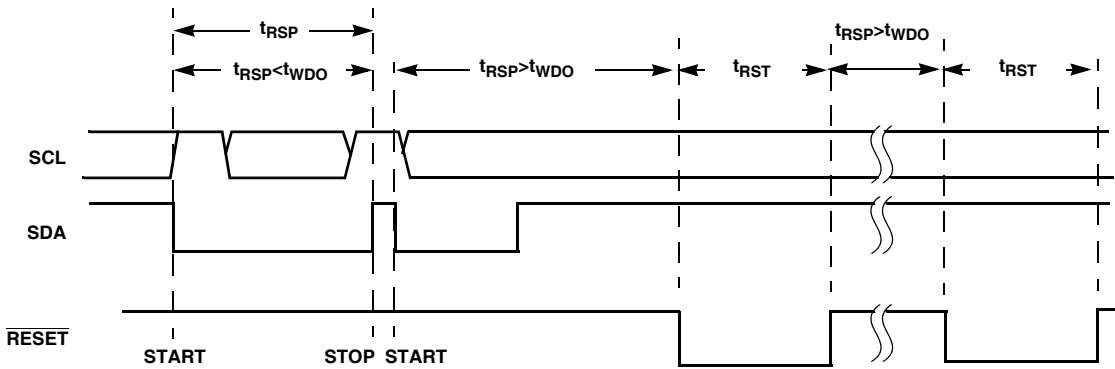 tRSP
tRSP<tWDO
tRSP>tWDO
tRST
tRSP>tWDO
tRST
SCL
SDA
RESET
START
STOP
START